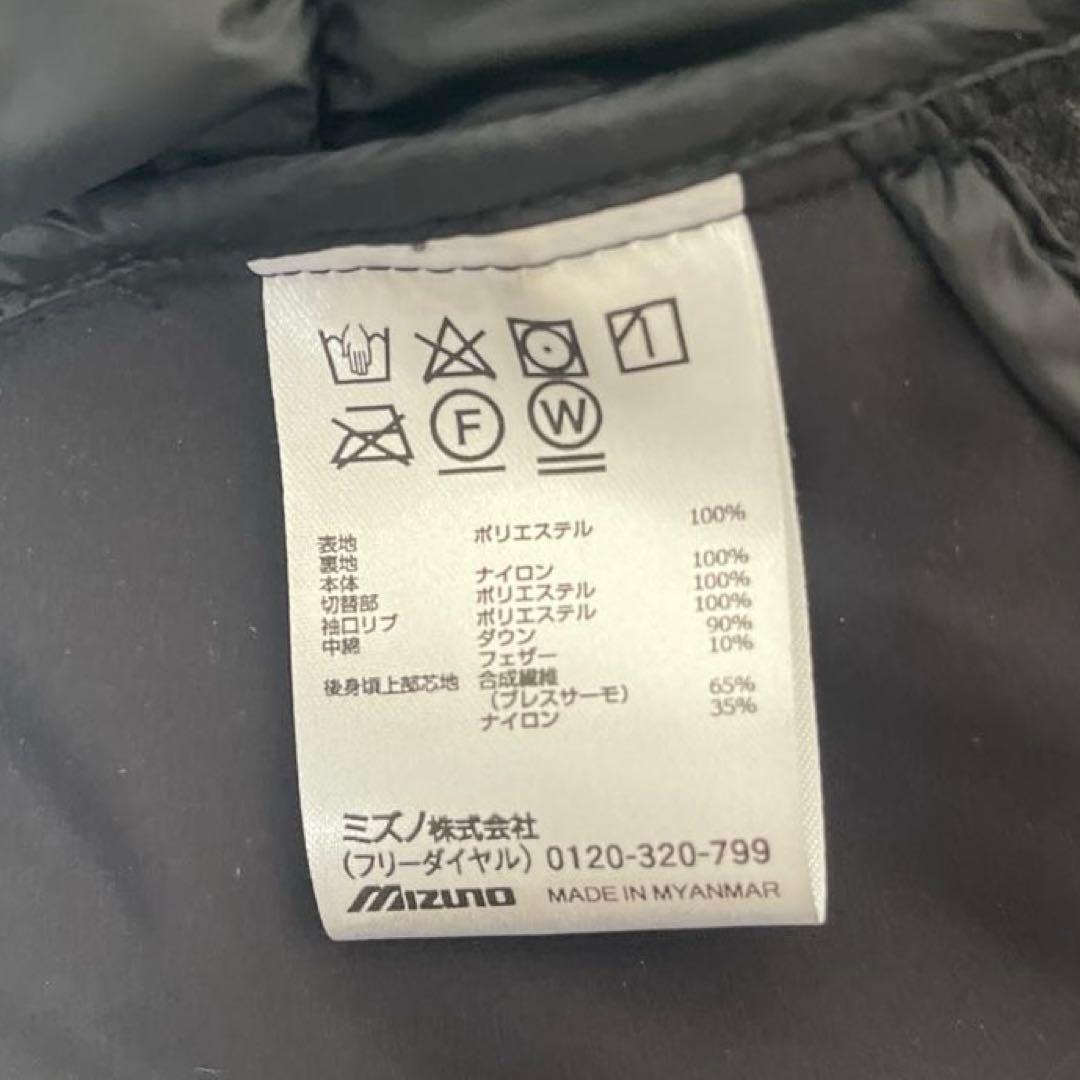 F W
表地 ポリエステル 100%
裏地
本体 ナイロン 100%
切替部 ポリエステル 100%
袖口リブ ポリエステル 100%
中綿 ダウン 90%
フェザー 10%
後身頃上部芯地 合成繊維
(ブレスサーモ) 65%
ナイロン 35%
ミズノ株式会社
(フリーダイヤル) 0120-320-799
MIZUNO MADE IN MYANMAR